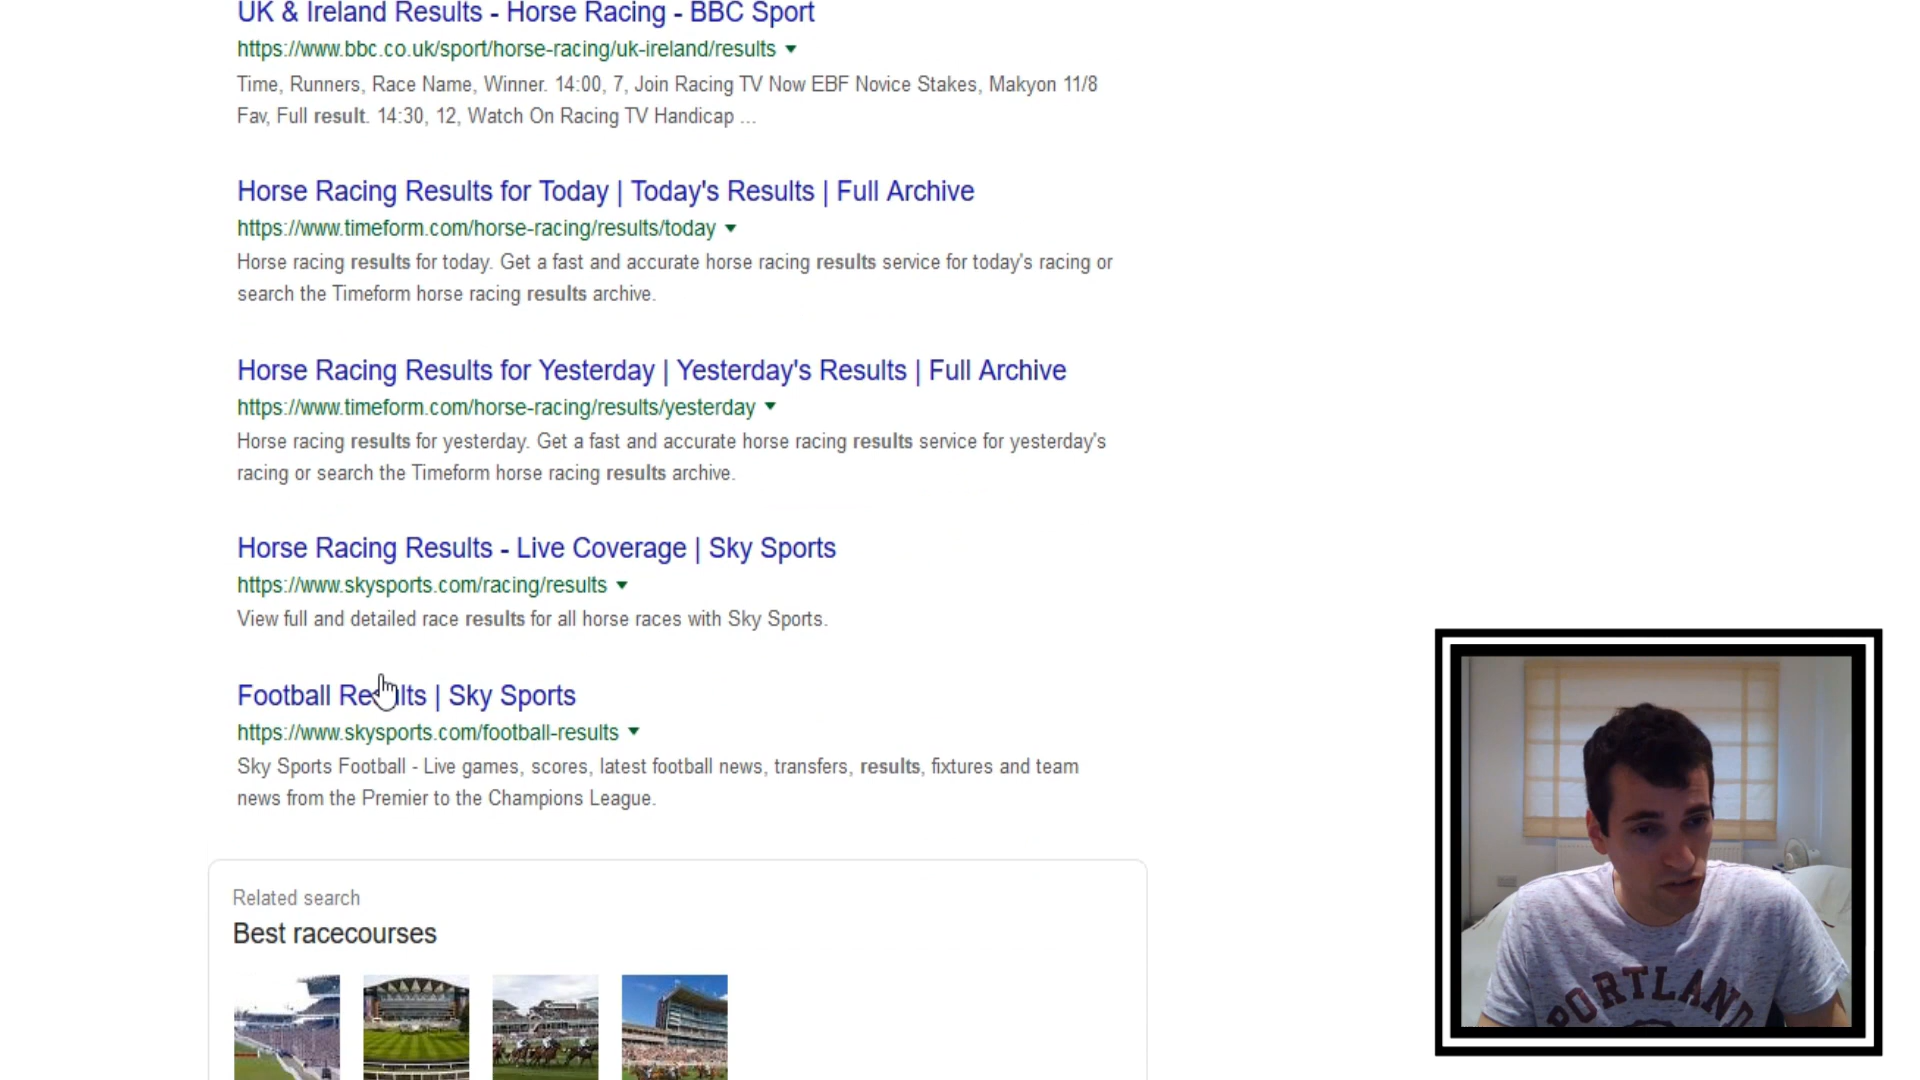 UK & Ireland Results - Horse Racing - BBC Sport
https://www.bbc.co.uk/sport/horse-racing/uk-ireland/results
Time, Runners, Race Name, Winner. 14:00, 7, Join Racing TV Now EBF Novice Stakes, Makyon 11/8
Fav, Full result. 14:30, 12, Watch On Racing TV Handicap ...
Horse Racing Results for Today | Today's Results | Full Archive
https://www.timeform.com/horse-racing/results/today
Horse racing results for today. Get a fast and accurate horse racing results service for today's racing or
search the Timeform horse racing results archive.
Horse Racing Results for Yesterday | Yesterday's Results | Full Archive
https://www.timeform.com/horse-racing/results/yesterday
Horse racing results for yesterday. Get a fast and accurate horse racing results service for yesterday's
racing or search the Timeform horse racing results archive.
Horse Racing Results - Live Coverage | Sky Sports
https://www.skysports.com/racing/results
View full and detailed race results for all horse races with Sky Sports.
Football Results | Sky Sports
https://www.skysports.com/football-results
Sky Sports Football - Live games, scores, latest football news, transfers, results, fixtures and team
news from the Premier to the Champions League.
Related search
Best racecourses
PORTLAND